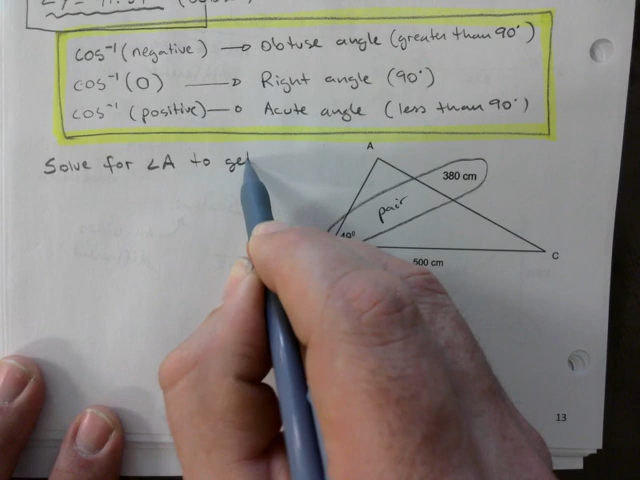 cos⁻¹(negative) → Obtuse angle (greater than 90°)
cos⁻¹(0) → Right angle (90°)
cos⁻¹(positive) → Acute angle (less than 90°)
Solve for ∠A to get
A
380 cm
pair
C
500 cm
13